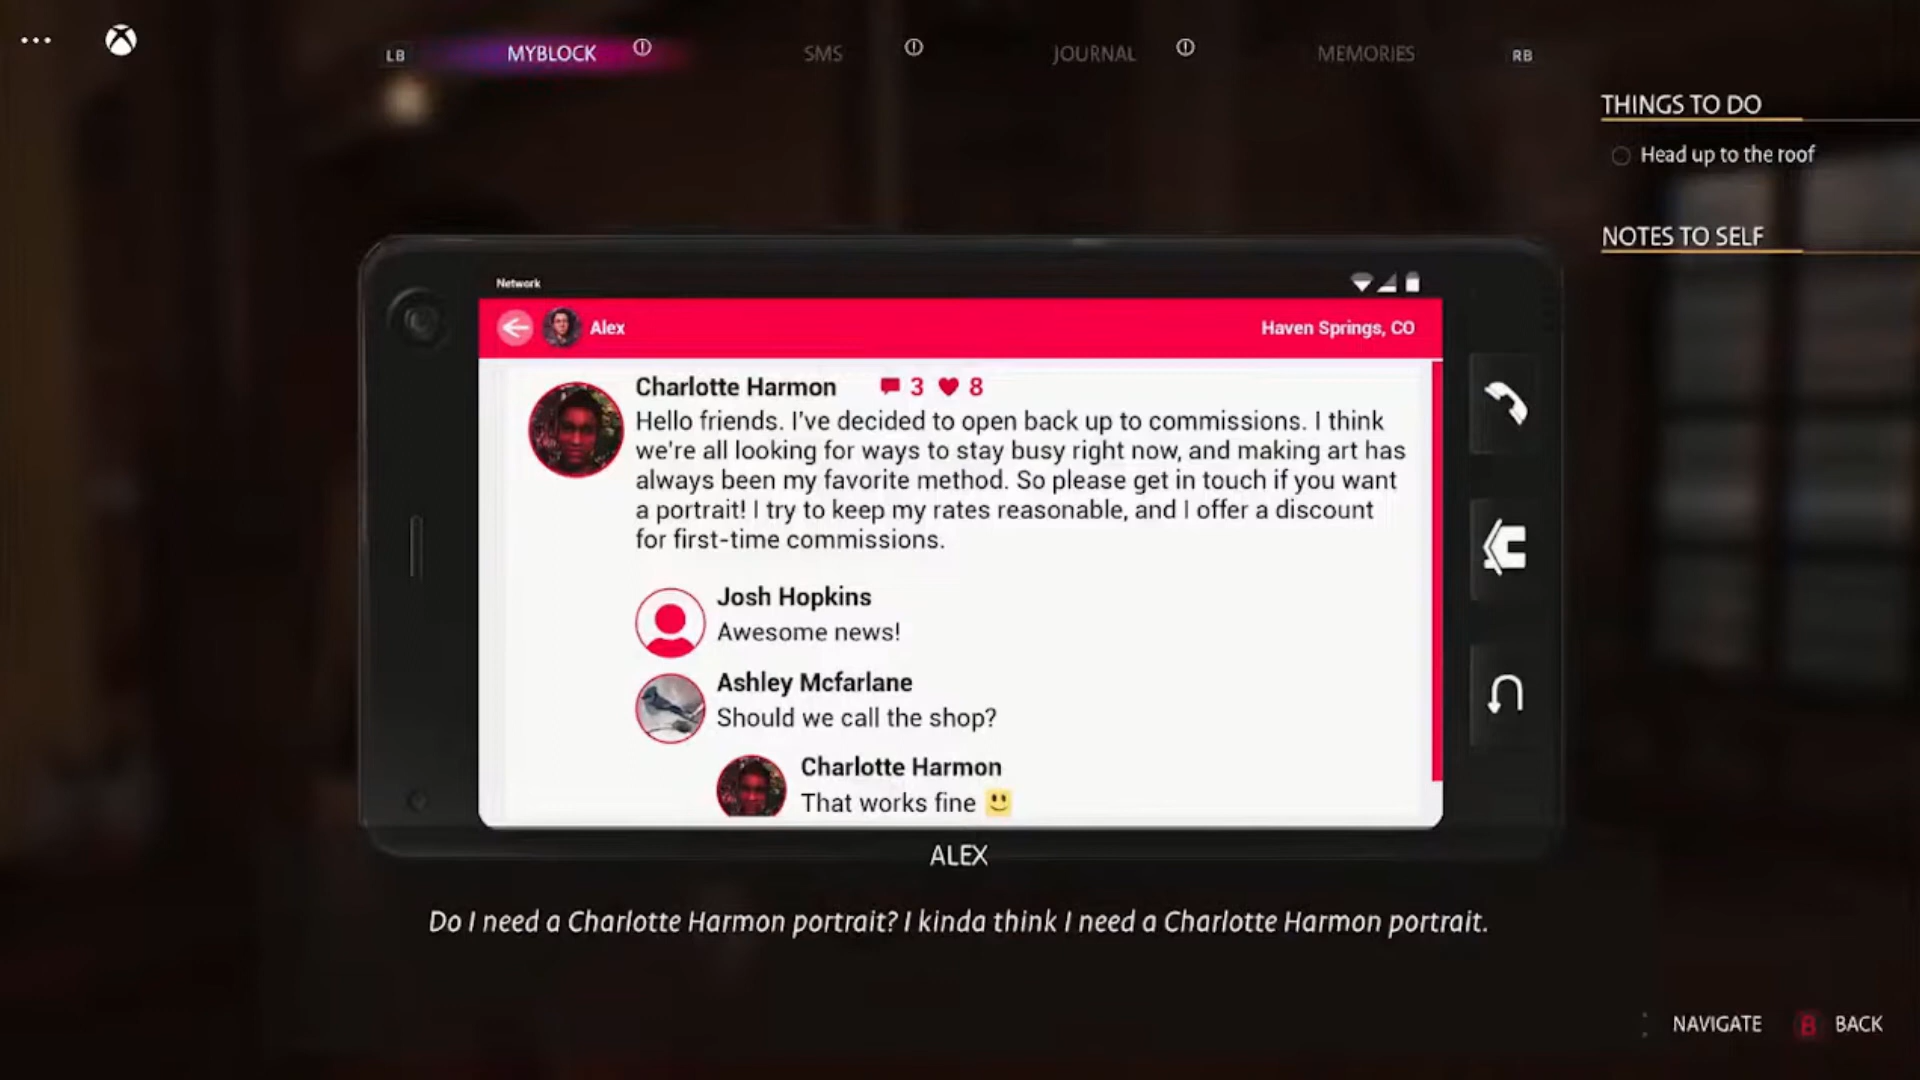 LB MYBLOCK SMS JOURNAL MEMORIES RB
THINGS TO DO
Head up to the roof
NOTES TO SELF
Network
Alex Haven Springs, CO
Charlotte Harmon 3 8
Hello friends. I've decided to open back up to commissions. I think
we're all looking for ways to stay busy right now, and making art has
always been my favorite method. So please get in touch if you want
a portrait! I try to keep my rates reasonable, and I offer a discount
for first-time commissions.
Josh Hopkins
Awesome news!
Ashley Mcfarlane
Should we call the shop?
Charlotte Harmon
That works fine 🙂
ALEX
Do I need a Charlotte Harmon portrait? I kinda think I need a Charlotte Harmon portrait.
NAVIGATE B BACK